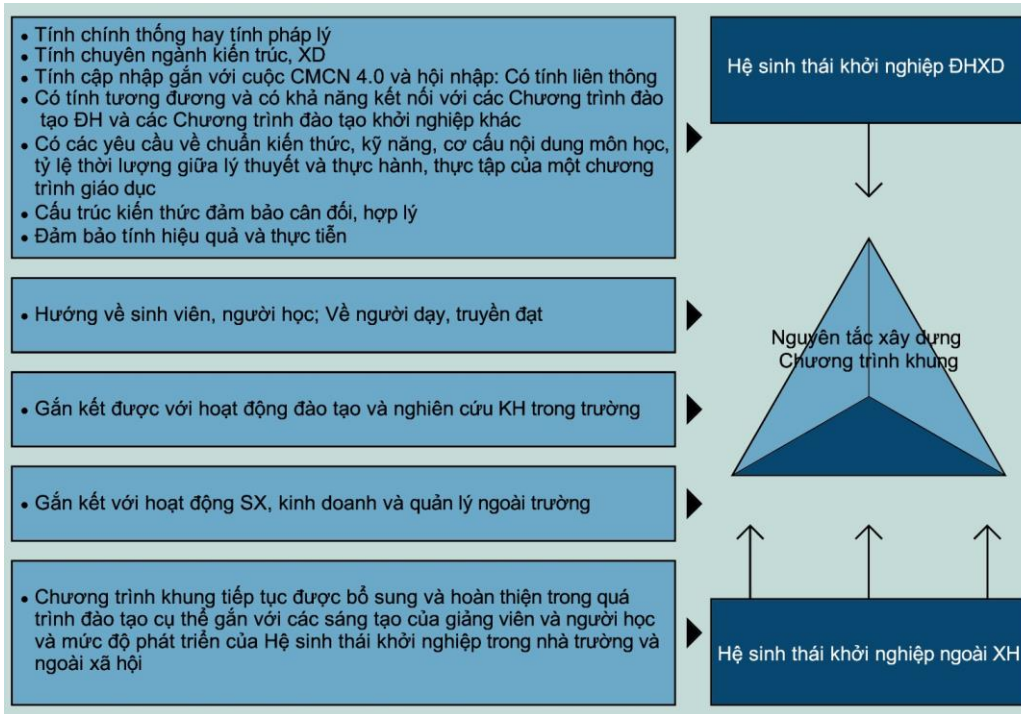 • Tính chính thống hay tính pháp lý
• Tính chuyên ngành kiến trúc, XD
• Tính cập nhập gắn với cuộc CMCN 4.0 và hội nhập: Có tính liên thông
• Có tính tương đương và có khả năng kết nối với các Chương trình đào
tạo ĐH và các Chương trình đào tạo khởi nghiệp khác
• Có các yêu cầu về chuẩn kiến thức, kỹ năng, cơ cấu nội dung môn học,
tỷ lệ thời lượng giữa lý thuyết và thực hành, thực tập của một chương
trình giáo dục
• Cấu trúc kiến thức đảm bảo cân đối, hợp lý
• Đảm bảo tính hiệu quả và thực tiễn
• Hướng về sinh viên, người học; Về người dạy, truyền đạt
• Gắn kết được với hoạt động đào tạo và nghiên cứu KH trong trường
• Gắn kết với hoạt động SX, kinh doanh và quản lý ngoài trường
• Chương trình khung tiếp tục được bổ sung và hoàn thiện trong quá
trình đào tạo cụ thể gắn với các sáng tạo của giảng viên và người học
và mức độ phát triển của Hệ sinh thái khởi nghiệp trong nhà trường và
ngoài xã hội
Hệ sinh thái khởi nghiệp ĐHXD
Nguyên tắc xây dựng
Chương trình khung
Hệ sinh thái khởi nghiệp ngoài XH